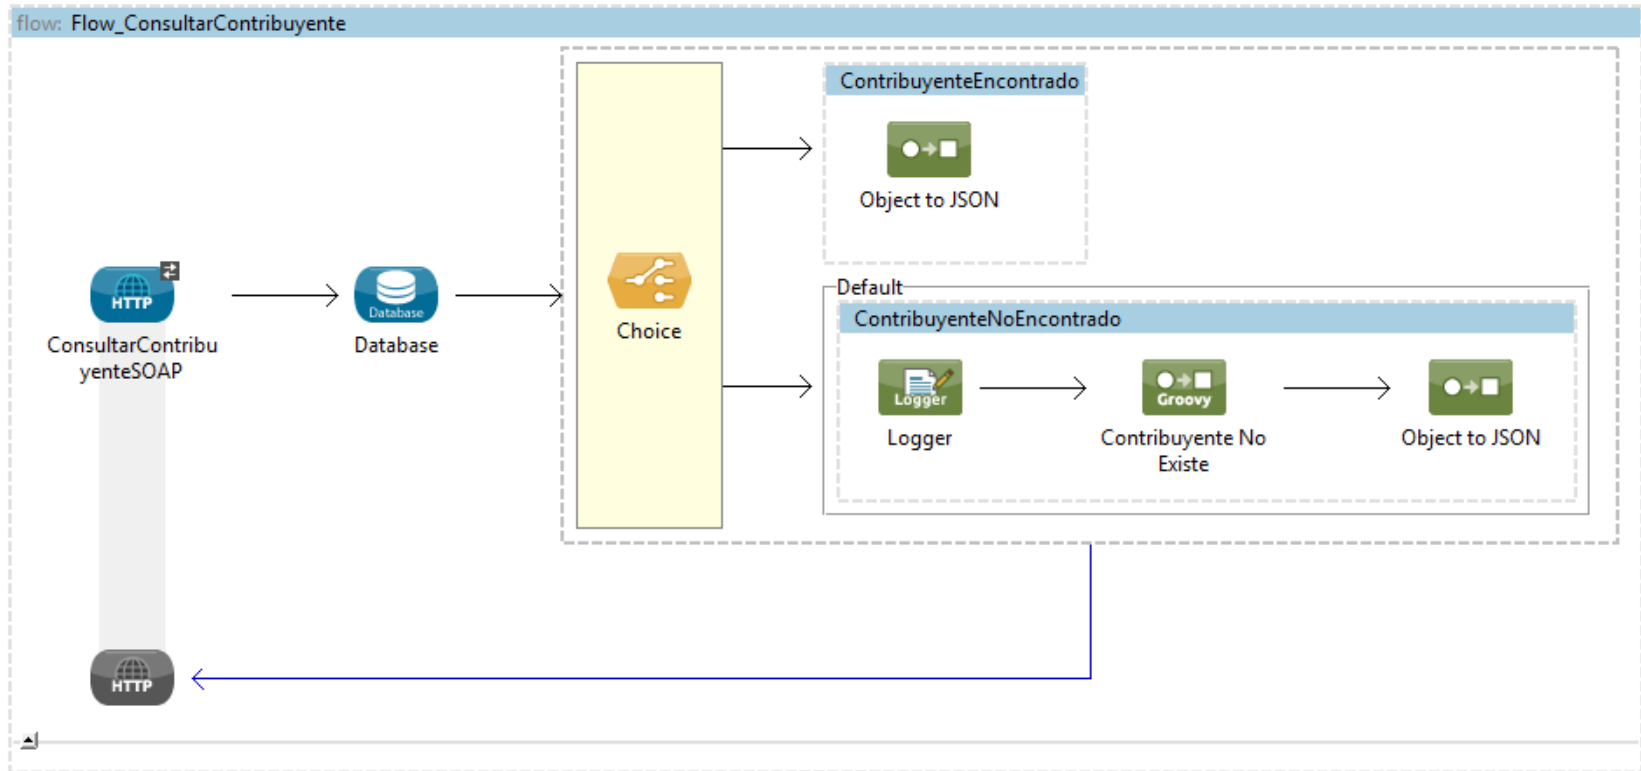 flow: Flow_ConsultarContribuyente
ContribuyenteEncontrado
Object to JSON
HTTP
ConsultarContribu
yenteSOAP
Database
Database
Choice
Default
ContribuyenteNoEncontrado
Logger
Logger
Groovy
Contribuyente No
Existe
Object to JSON
HTTP